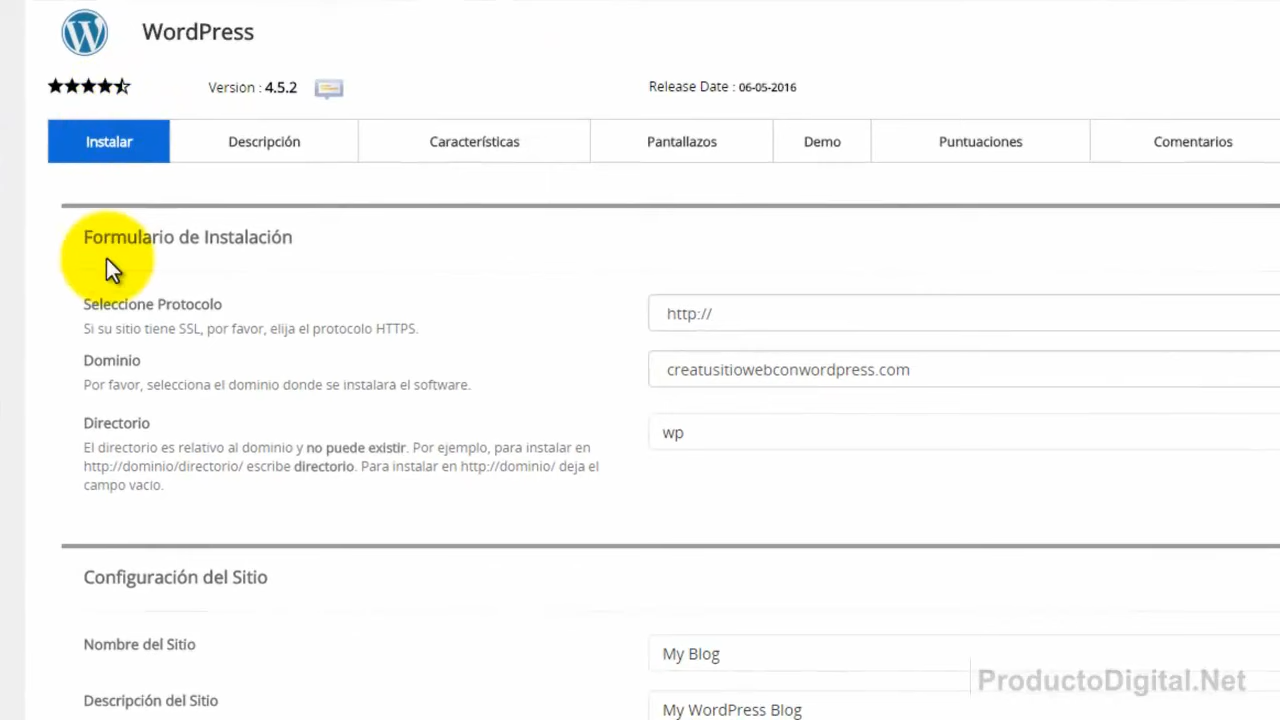 WordPress
Version : 4.5.2
Release Date : 06-05-2016
Instalar
Descripción
Características
Pantallazos
Demo
Puntuaciones
Comentarios
Formulario de Instalación
Seleccione Protocolo
Si su sitio tiene SSL, por favor, elija el protocolo HTTPS.
http://
Dominio
Por favor, selecciona el dominio donde se instalara el software.
creatusitiowebconwordpress.com
Directorio
El directorio es relativo al dominio y no puede existir. Por ejemplo, para instalar en
http://dominio/directorio/ escribe directorio. Para instalar en http://dominio/ deja el
campo vacio.
wp
Configuración del Sitio
Nombre del Sitio
My Blog
Descripción del Sitio
My WordPress Blog
ProductoDigital.Net